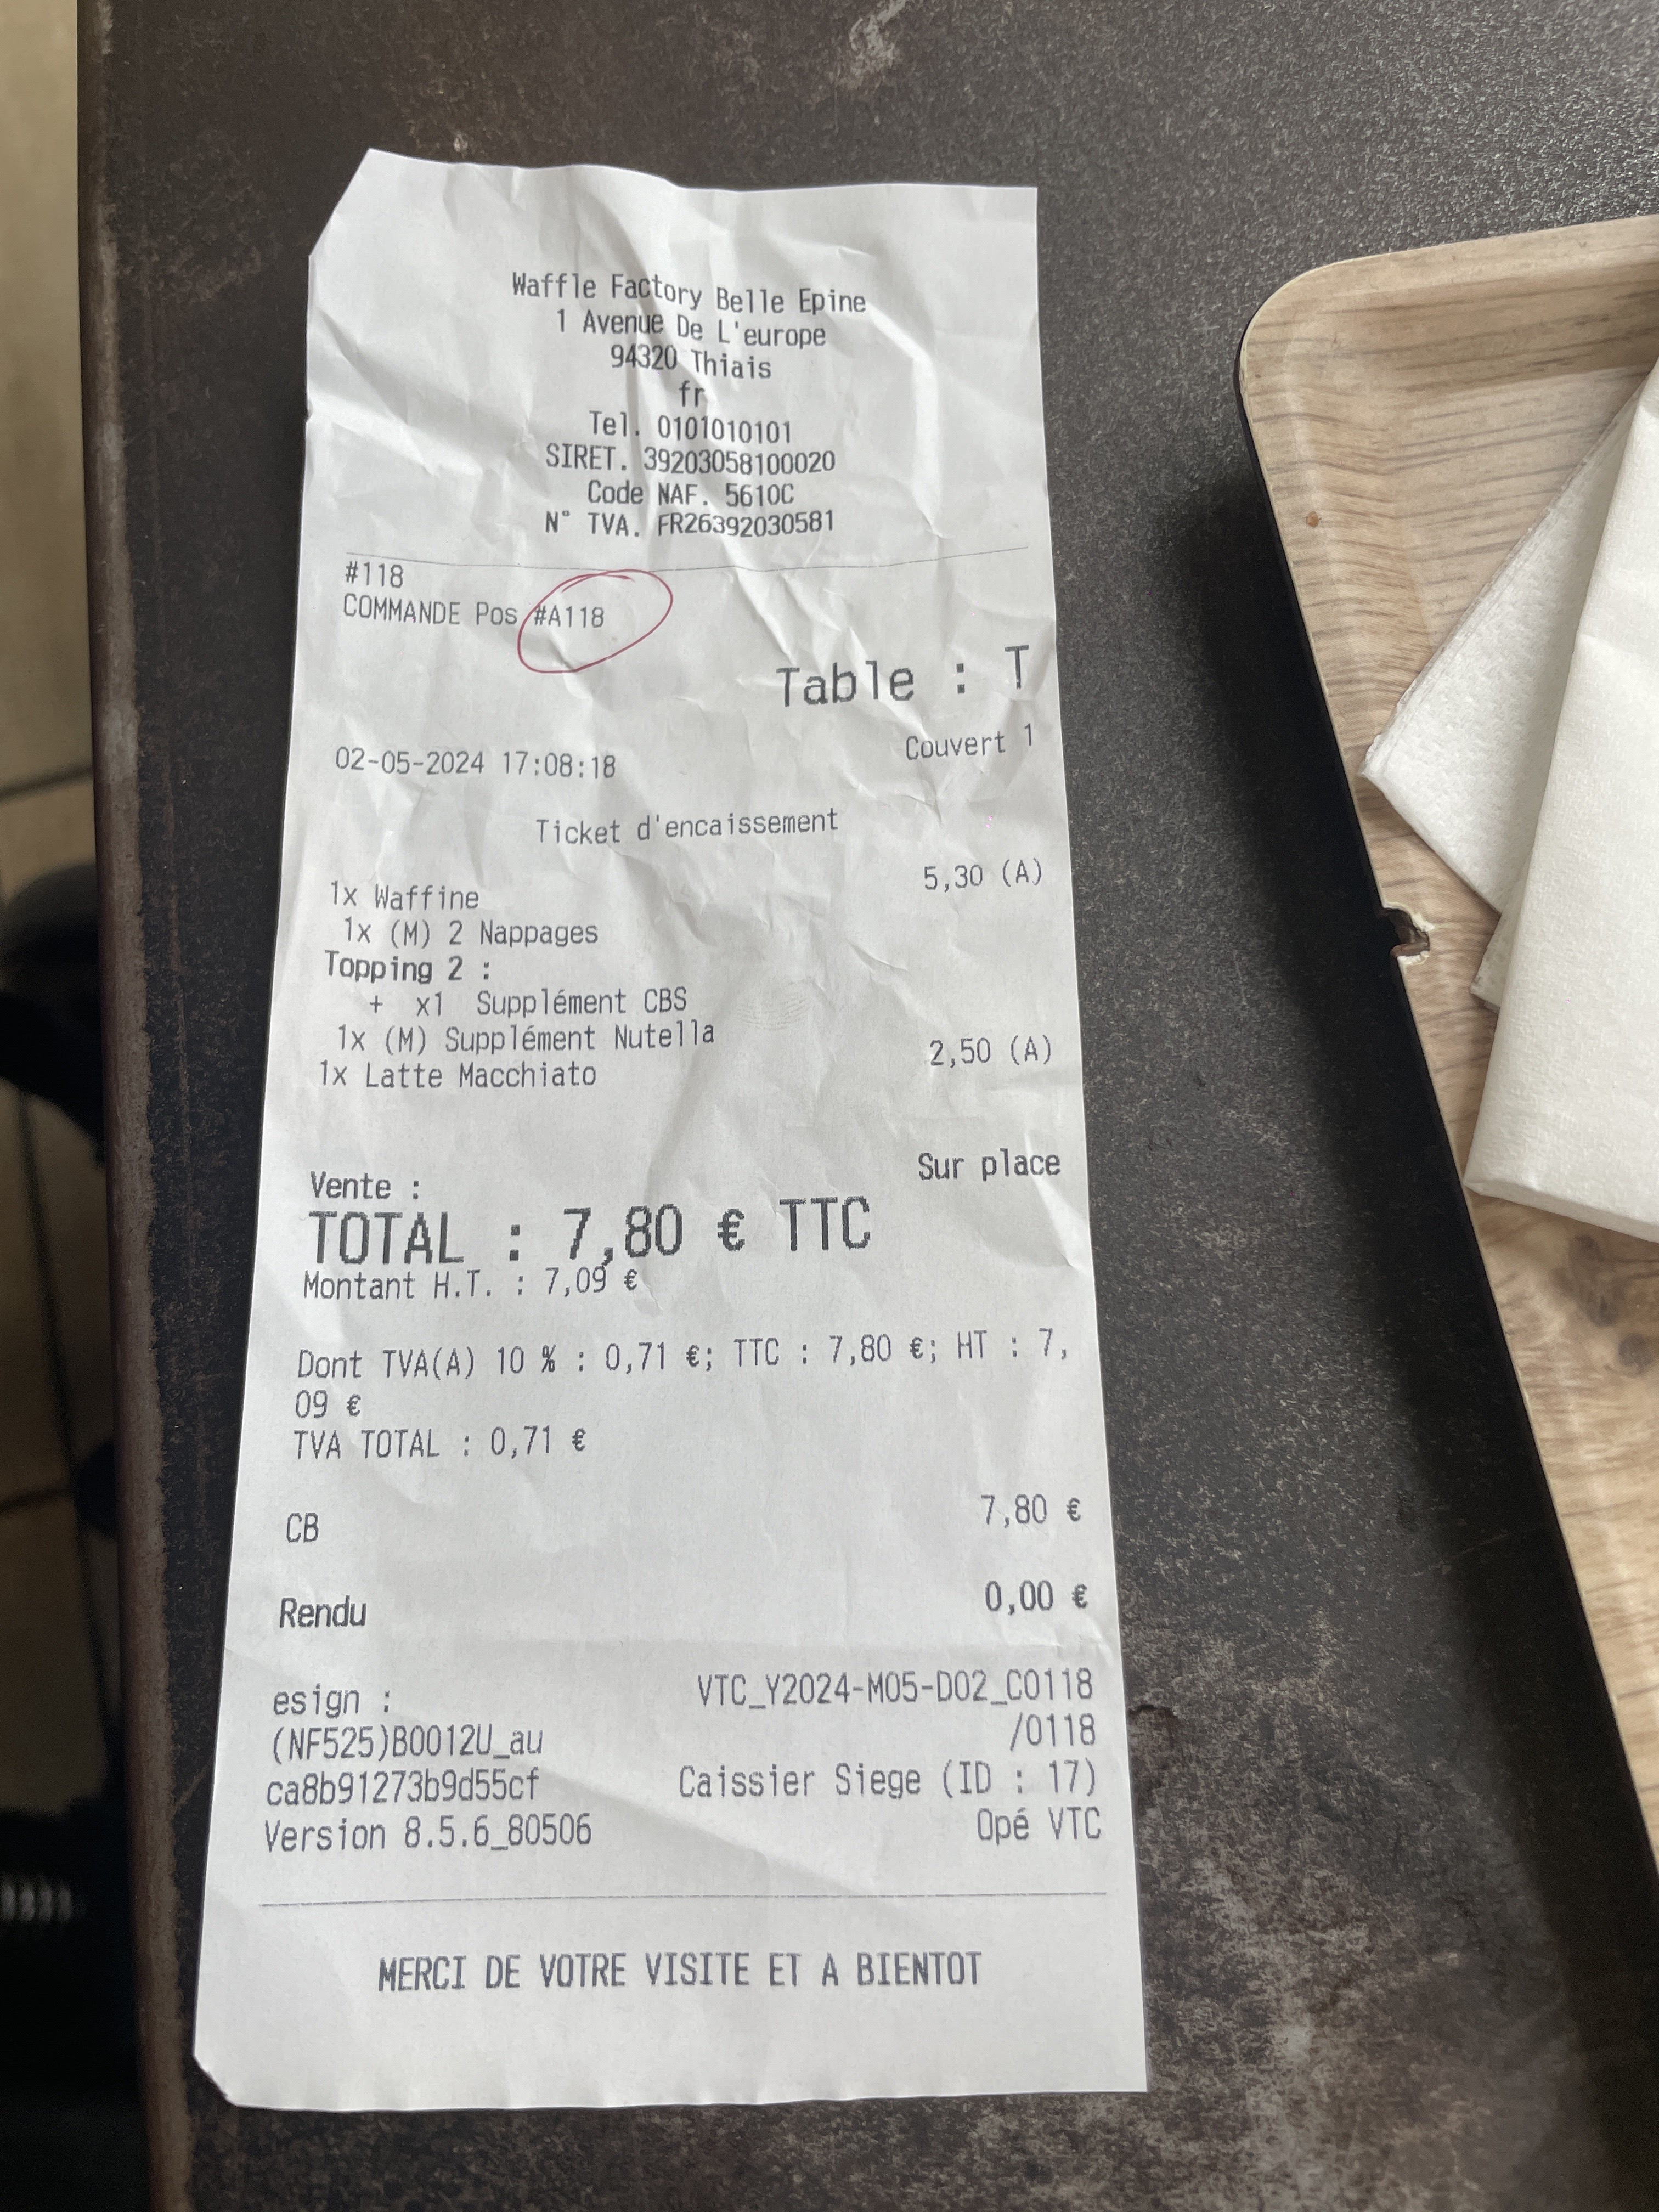 Waffle Factory Belle Epine
1 Avenue De L'europe
94320 Thiais
fr
Tel. 0101010101
SIRET. 39203058100020
Code NAF. 5610C
N° TVA. FR26392030581
#118
COMMANDE Pos #A118
Table : T
02-05-2024 17:08:18 Couvert 1
Ticket d'encaissement
1x Waffine 5,30 (A)
1x (M) 2 Nappages
Topping 2 :
+ x1 Supplément CBS
1x (M) Supplément Nutella
1x Latte Macchiato 2,50 (A)
Vente : Sur place
TOTAL : 7,80 € TTC
Montant H.T. : 7,09 €
Dont TVA(A) 10 % : 0,71 €; TTC : 7,80 €; HT : 7,
09 €
TVA TOTAL : 0,71 €
CB 7,80 €
Rendu 0,00 €
esign : VTC_Y2024-M05-D02_C0118
(NF525)B0012U_au /0118
ca8b91273b9d55cf Caissier Siege (ID : 17)
Version 8.5.6_80506 Opé VTC
MERCI DE VOTRE VISITE ET A BIENTOT